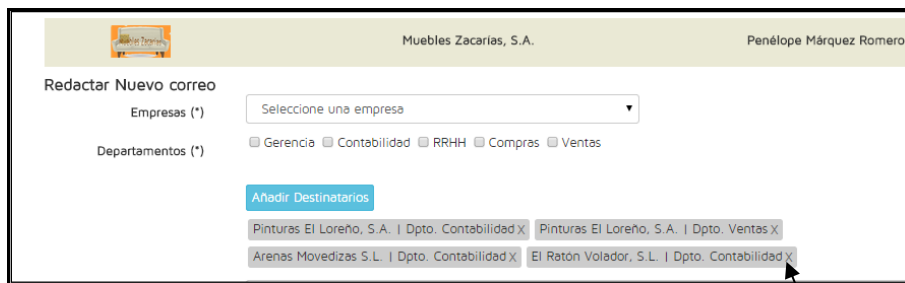 Muebles Zacarías, S.A. Penélope Márquez Romero
Redactar Nuevo correo
Empresas (*) Seleccione una empresa
Departamentos (*) Gerencia Contabilidad RRHH Compras Ventas
Añadir Destinatarios
Pinturas El Loreño, S.A. | Dpto. Contabilidad X Pinturas El Loreño, S.A. | Dpto. Ventas X
Arenas Movedizas S.L. | Dpto. Contabilidad X El Ratón Volador, S.L. | Dpto. Contabilidad X